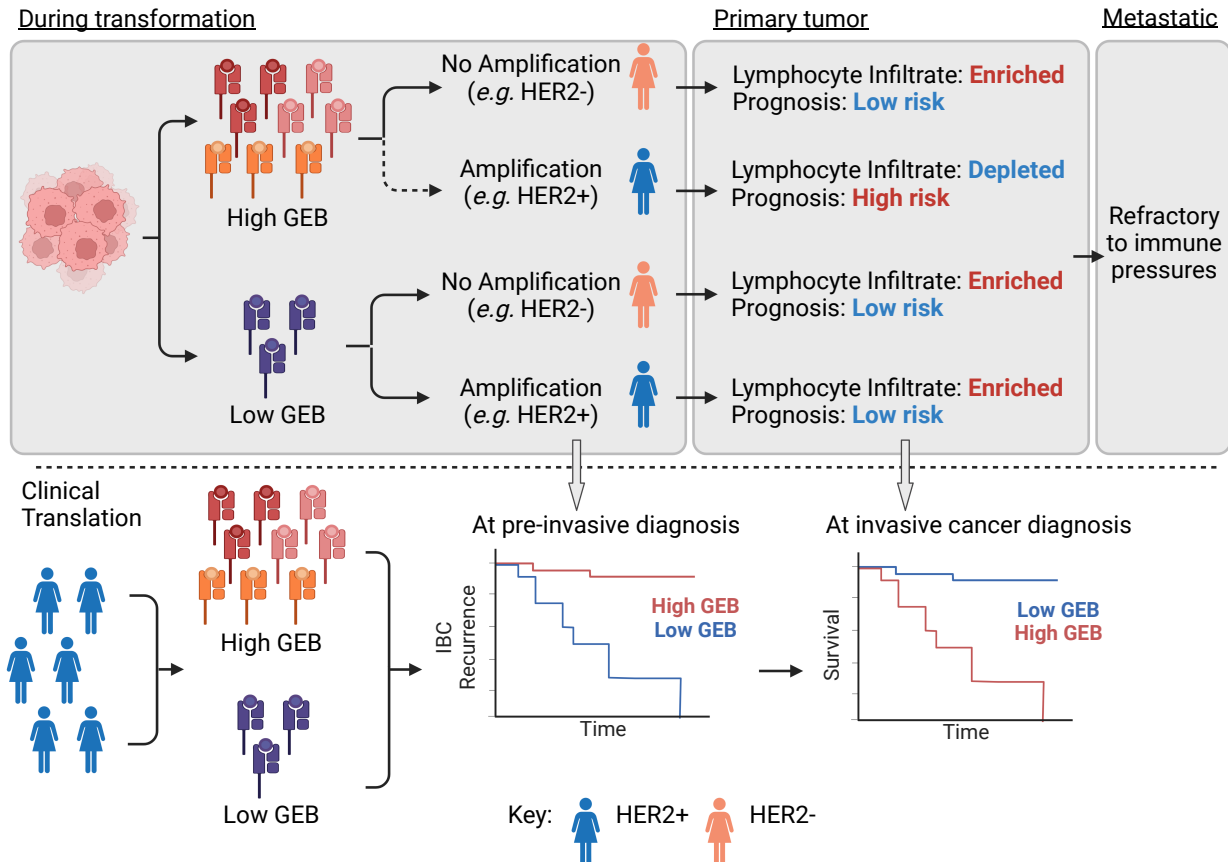 During transformation
Primary tumor
Metastatic
No Amplification
(e.g. HER2-)
Lymphocyte Infiltrate: Enriched
Prognosis: Low risk
High GEB
Amplification
(e.g. HER2+)
Lymphocyte Infiltrate: Depleted
Prognosis: High risk
Refractory
to immune
pressures
No Amplification
(e.g. HER2-)
Lymphocyte Infiltrate: Enriched
Prognosis: Low risk
Low GEB
Amplification
(e.g. HER2+)
Lymphocyte Infiltrate: Enriched
Prognosis: Low risk
Clinical
Translation
High GEB
Low GEB
At pre-invasive diagnosis
IBC
Recurrence
High GEB
Low GEB
Time
At invasive cancer diagnosis
Survival
Low GEB
High GEB
Time
Key:
HER2+
HER2-